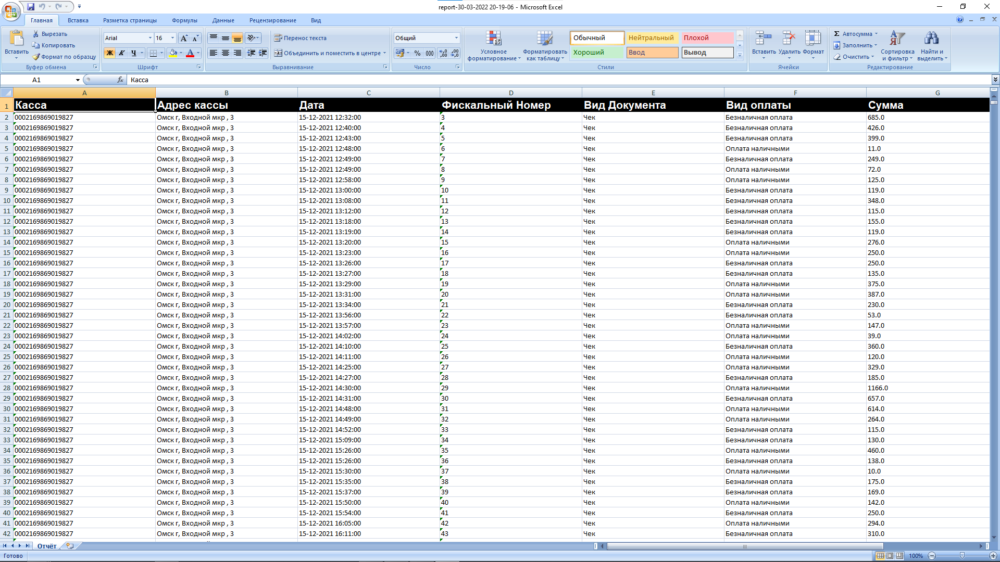 report-30-03-2022 20-19-06 - Microsoft Excel
Главная Вставка Разметка страницы Формулы Данные Рецензирование Вид
Вставить Вырезать Копировать Формат по образцу Буфер обмена
Arial 16 Ж К Ч Шрифт
Перенос текста Объединить и поместить в центре Выравнивание
Общий % 000 Число
Условное форматирование Форматировать как таблицу Обычный Нейтральный Плохой Хороший Ввод Вывод Стили
Вставить Удалить Формат Ячейки
Σ Автосумма Заполнить Очистить Сортировка и фильтр Найти и выделить Редактирование
A1 fx Касса
A B C D E F G
1 Касса Адрес кассы Дата Фискальный Номер Вид Документа Вид оплаты Сумма
2 0002169869019827 Омск г, Входной мкр , 3 15-12-2021 12:32:00 3 Чек Безналичная оплата 685.0
3 0002169869019827 Омск г, Входной мкр , 3 15-12-2021 12:40:00 4 Чек Безналичная оплата 426.0
4 0002169869019827 Омск г, Входной мкр , 3 15-12-2021 12:43:00 5 Чек Безналичная оплата 399.0
5 0002169869019827 Омск г, Входной мкр , 3 15-12-2021 12:48:00 6 Чек Оплата наличными 11.0
6 0002169869019827 Омск г, Входной мкр , 3 15-12-2021 12:49:00 7 Чек Безналичная оплата 249.0
7 0002169869019827 Омск г, Входной мкр , 3 15-12-2021 12:49:00 8 Чек Оплата наличными 72.0
8 0002169869019827 Омск г, Входной мкр , 3 15-12-2021 12:58:00 9 Чек Оплата наличными 125.0
9 0002169869019827 Омск г, Входной мкр , 3 15-12-2021 13:00:00 10 Чек Безналичная оплата 119.0
10 0002169869019827 Омск г, Входной мкр , 3 15-12-2021 13:08:00 11 Чек Безналичная оплата 348.0
11 0002169869019827 Омск г, Входной мкр , 3 15-12-2021 13:12:00 12 Чек Безналичная оплата 115.0
12 0002169869019827 Омск г, Входной мкр , 3 15-12-2021 13:18:00 13 Чек Безналичная оплата 155.0
13 0002169869019827 Омск г, Входной мкр , 3 15-12-2021 13:19:00 14 Чек Безналичная оплата 119.0
14 0002169869019827 Омск г, Входной мкр , 3 15-12-2021 13:20:00 15 Чек Оплата наличными 276.0
15 0002169869019827 Омск г, Входной мкр , 3 15-12-2021 13:23:00 16 Чек Оплата наличными 250.0
16 0002169869019827 Омск г, Входной мкр , 3 15-12-2021 13:26:00 17 Чек Безналичная оплата 250.0
17 0002169869019827 Омск г, Входной мкр , 3 15-12-2021 13:27:00 18 Чек Безналичная оплата 135.0
18 0002169869019827 Омск г, Входной мкр , 3 15-12-2021 13:29:00 19 Чек Оплата наличными 375.0
19 0002169869019827 Омск г, Входной мкр , 3 15-12-2021 13:31:00 20 Чек Оплата наличными 387.0
20 0002169869019827 Омск г, Входной мкр , 3 15-12-2021 13:34:00 21 Чек Безналичная оплата 230.0
21 0002169869019827 Омск г, Входной мкр , 3 15-12-2021 13:56:00 22 Чек Безналичная оплата 53.0
22 0002169869019827 Омск г, Входной мкр , 3 15-12-2021 13:57:00 23 Чек Оплата наличными 147.0
23 0002169869019827 Омск г, Входной мкр , 3 15-12-2021 14:02:00 24 Чек Оплата наличными 39.0
24 0002169869019827 Омск г, Входной мкр , 3 15-12-2021 14:10:00 25 Чек Безналичная оплата 360.0
25 0002169869019827 Омск г, Входной мкр , 3 15-12-2021 14:11:00 26 Чек Оплата наличными 120.0
26 0002169869019827 Омск г, Входной мкр , 3 15-12-2021 14:25:00 27 Чек Оплата наличными 329.0
27 0002169869019827 Омск г, Входной мкр , 3 15-12-2021 14:27:00 28 Чек Безналичная оплата 185.0
28 0002169869019827 Омск г, Входной мкр , 3 15-12-2021 14:30:00 29 Чек Оплата наличными 1166.0
29 0002169869019827 Омск г, Входной мкр , 3 15-12-2021 14:31:00 30 Чек Безналичная оплата 657.0
30 0002169869019827 Омск г, Входной мкр , 3 15-12-2021 14:48:00 31 Чек Оплата наличными 614.0
31 0002169869019827 Омск г, Входной мкр , 3 15-12-2021 14:49:00 32 Чек Оплата наличными 264.0
32 0002169869019827 Омск г, Входной мкр , 3 15-12-2021 14:52:00 33 Чек Безналичная оплата 115.0
33 0002169869019827 Омск г, Входной мкр , 3 15-12-2021 15:09:00 34 Чек Безналичная оплата 130.0
34 0002169869019827 Омск г, Входной мкр , 3 15-12-2021 15:26:00 35 Чек Оплата наличными 460.0
35 0002169869019827 Омск г, Входной мкр , 3 15-12-2021 15:26:00 36 Чек Безналичная оплата 138.0
36 0002169869019827 Омск г, Входной мкр , 3 15-12-2021 15:30:00 37 Чек Оплата наличными 10.0
37 0002169869019827 Омск г, Входной мкр , 3 15-12-2021 15:35:00 38 Чек Безналичная оплата 175.0
38 0002169869019827 Омск г, Входной мкр , 3 15-12-2021 15:37:00 39 Чек Безналичная оплата 169.0
39 0002169869019827 Омск г, Входной мкр , 3 15-12-2021 15:50:00 40 Чек Оплата наличными 142.0
40 0002169869019827 Омск г, Входной мкр , 3 15-12-2021 15:54:00 41 Чек Безналичная оплата 250.0
41 0002169869019827 Омск г, Входной мкр , 3 15-12-2021 16:05:00 42 Чек Оплата наличными 294.0
42 0002169869019827 Омск г, Входной мкр , 3 15-12-2021 16:11:00 43 Чек Безналичная оплата 310.0
Отчёт
Готово 100%